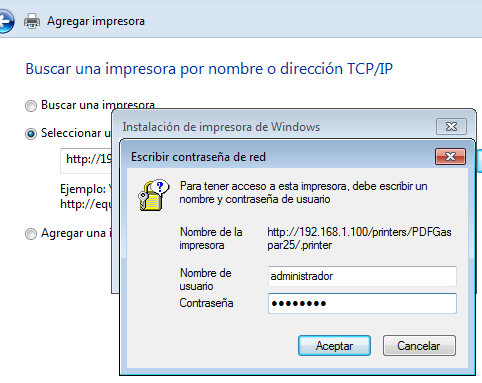 Agregar impresora
Buscar una impresora por nombre o dirección TCP/IP
Buscar una impresora
Seleccionar u
http://19
Ejemplo:
http://equ
Agregar una i
Instalación de impresora de Windows
Escribir contraseña de red
Para tener acceso a esta impresora, debe escribir un
nombre y contraseña de usuario
Nombre de la
impresora
http://192.168.1.100/printers/PDFGas
par25/.printer
Nombre de
usuario
administrador
Contraseña
●●●●●●●●
Aceptar
Cancelar